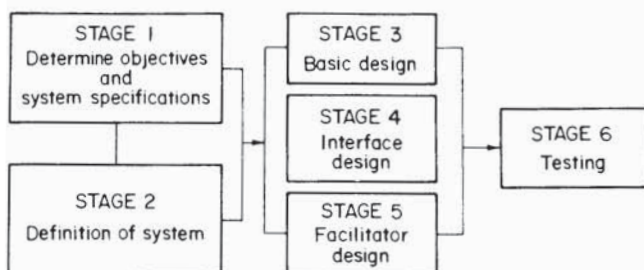 STAGE 1
Determine objectives
and
system specifications
STAGE 2
Definition of system
STAGE 3
Basic design
STAGE 4
Interface
design
STAGE 5
Facilitator
design
STAGE 6
Testing